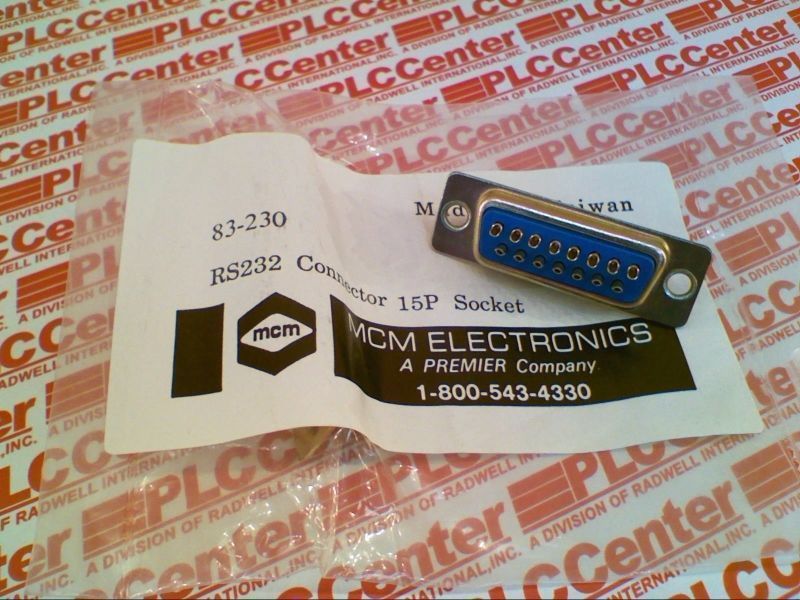 83-230
M d iwan
RS232 Connector 15P Socket
mcm
MCM ELECTRONICS
A PREMIER Company
1-800-543-4330
PLCCenter
A DIVISION OF RADWELL INTERNATIONAL, INC.